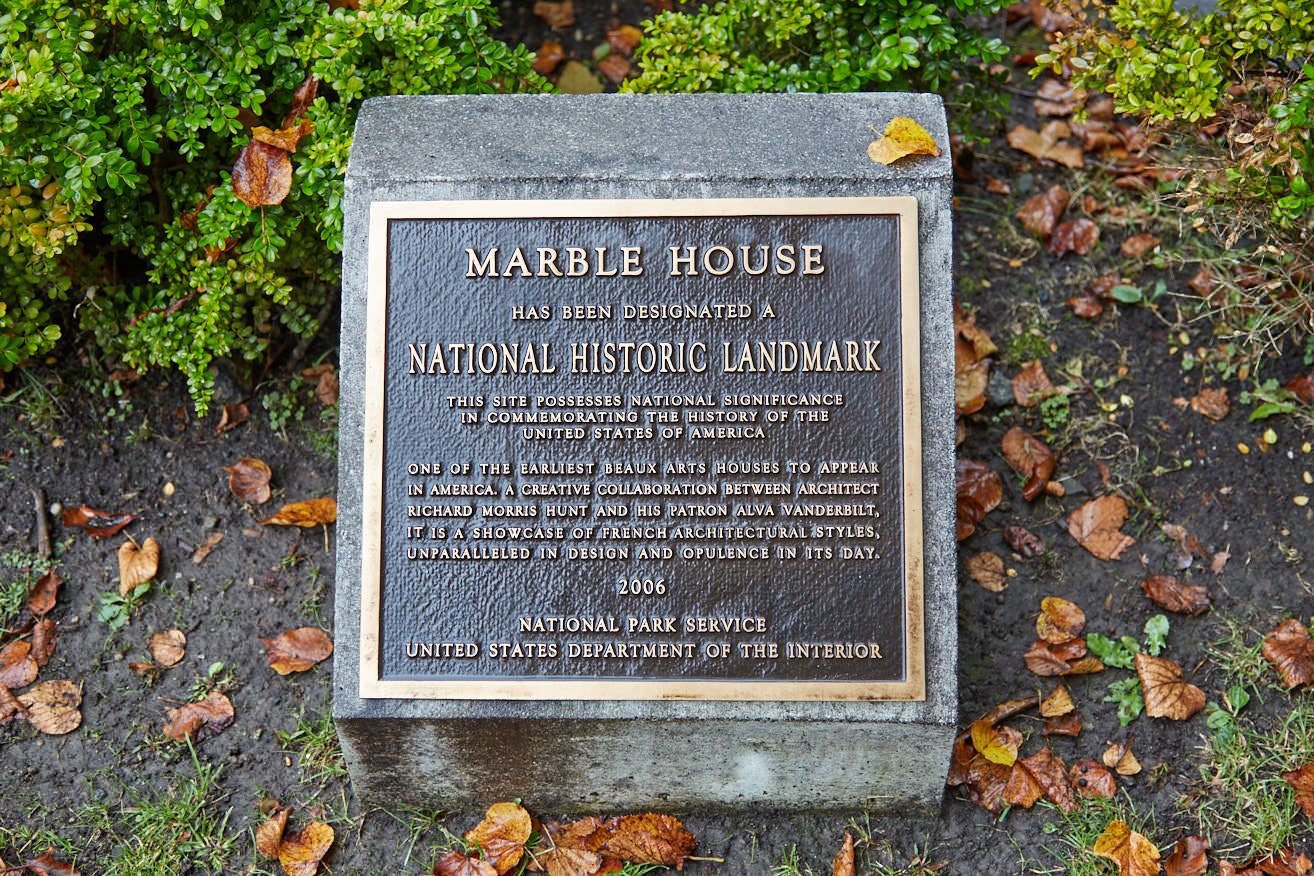 MARBLE HOUSE
HAS BEEN DESIGNATED A
NATIONAL HISTORIC LANDMARK
THIS SITE POSSESSES NATIONAL SIGNIFICANCE
IN COMMEMORATING THE HISTORY OF THE
UNITED STATES OF AMERICA
ONE OF THE EARLIEST BEAUX ARTS HOUSES TO APPEAR
IN AMERICA. A CREATIVE COLLABORATION BETWEEN ARCHITECT
RICHARD MORRIS HUNT AND HIS PATRON ALVA VANDERBILT,
IT IS A SHOWCASE OF FRENCH ARCHITECTURAL STYLES,
UNPARALLELED IN DESIGN AND OPULENCE IN ITS DAY.
2006
NATIONAL PARK SERVICE
UNITED STATES DEPARTMENT OF THE INTERIOR